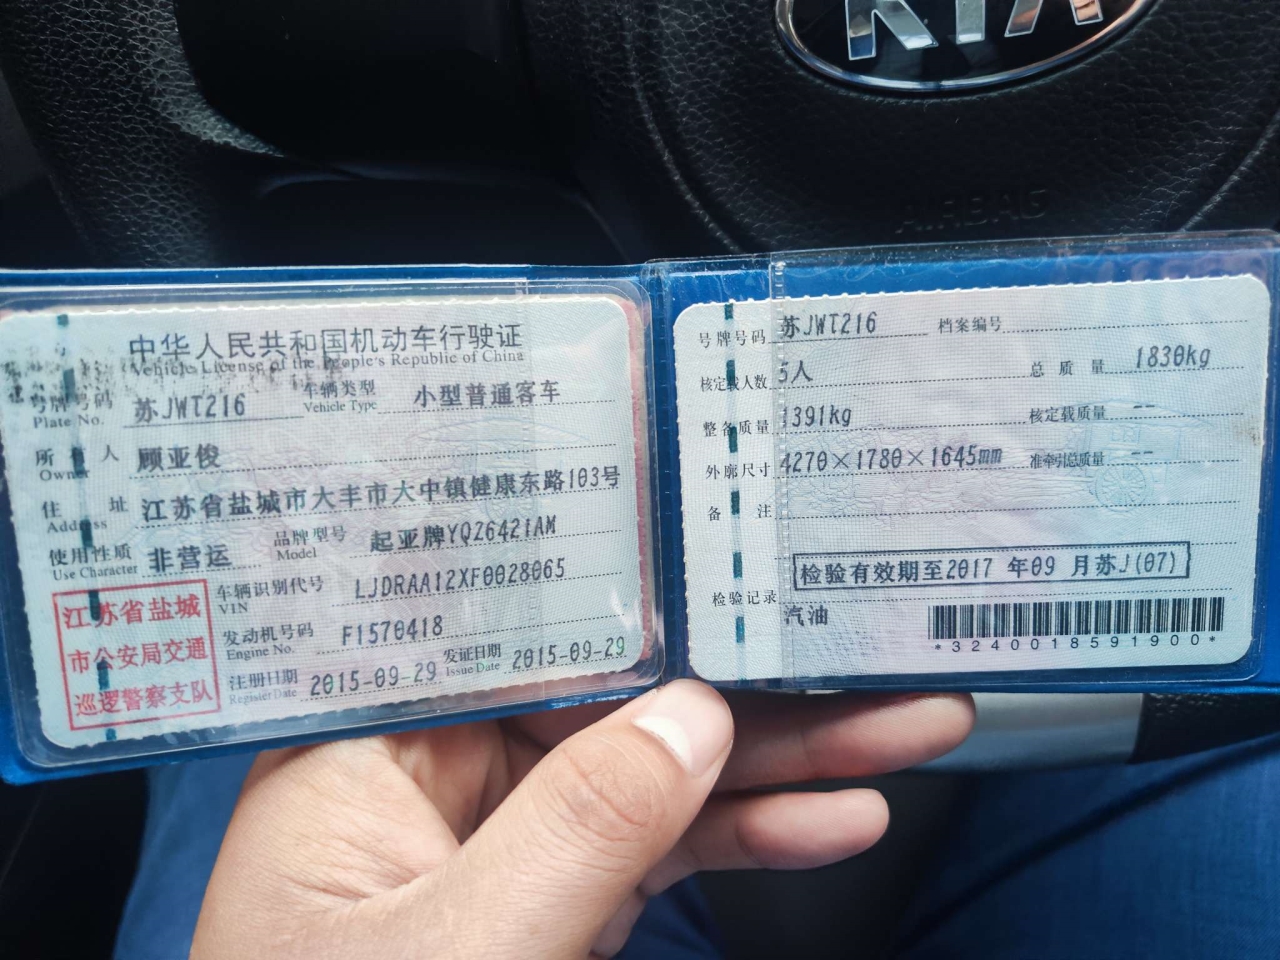 KIA
AIRBAG
中华人民共和国机动车行驶证
Vehicle License of the People's Republic of China
号牌号码 苏JWT216 车辆类型 小型普通客车
Plate No. Vehicle Type
所有人 顾亚俊
Owner
住址 江苏省盐城市大丰市大中镇健康东路103号
Address
使用性质 非营运 品牌型号 起亚牌YQZ6421AM
Use Character Model
江苏省盐城
市公安局交通
巡逻警察支队
车辆识别代号 LJDRAA12XF0028065
VIN
发动机号码 F1570418
Engine No.
注册日期 2015-09-29 发证日期 2015-09-29
Register Date Issue Date
号牌号码 苏JWT216 档案编号
核定载人数 5人 总质量 1830kg
整备质量 1391kg 核定载质量 --
外廓尺寸 4270×1780×1645mm 准牵引总质量 --
备注
检验有效期至2017 年09 月苏J(07)
检验记录
汽油
*3240018591900*